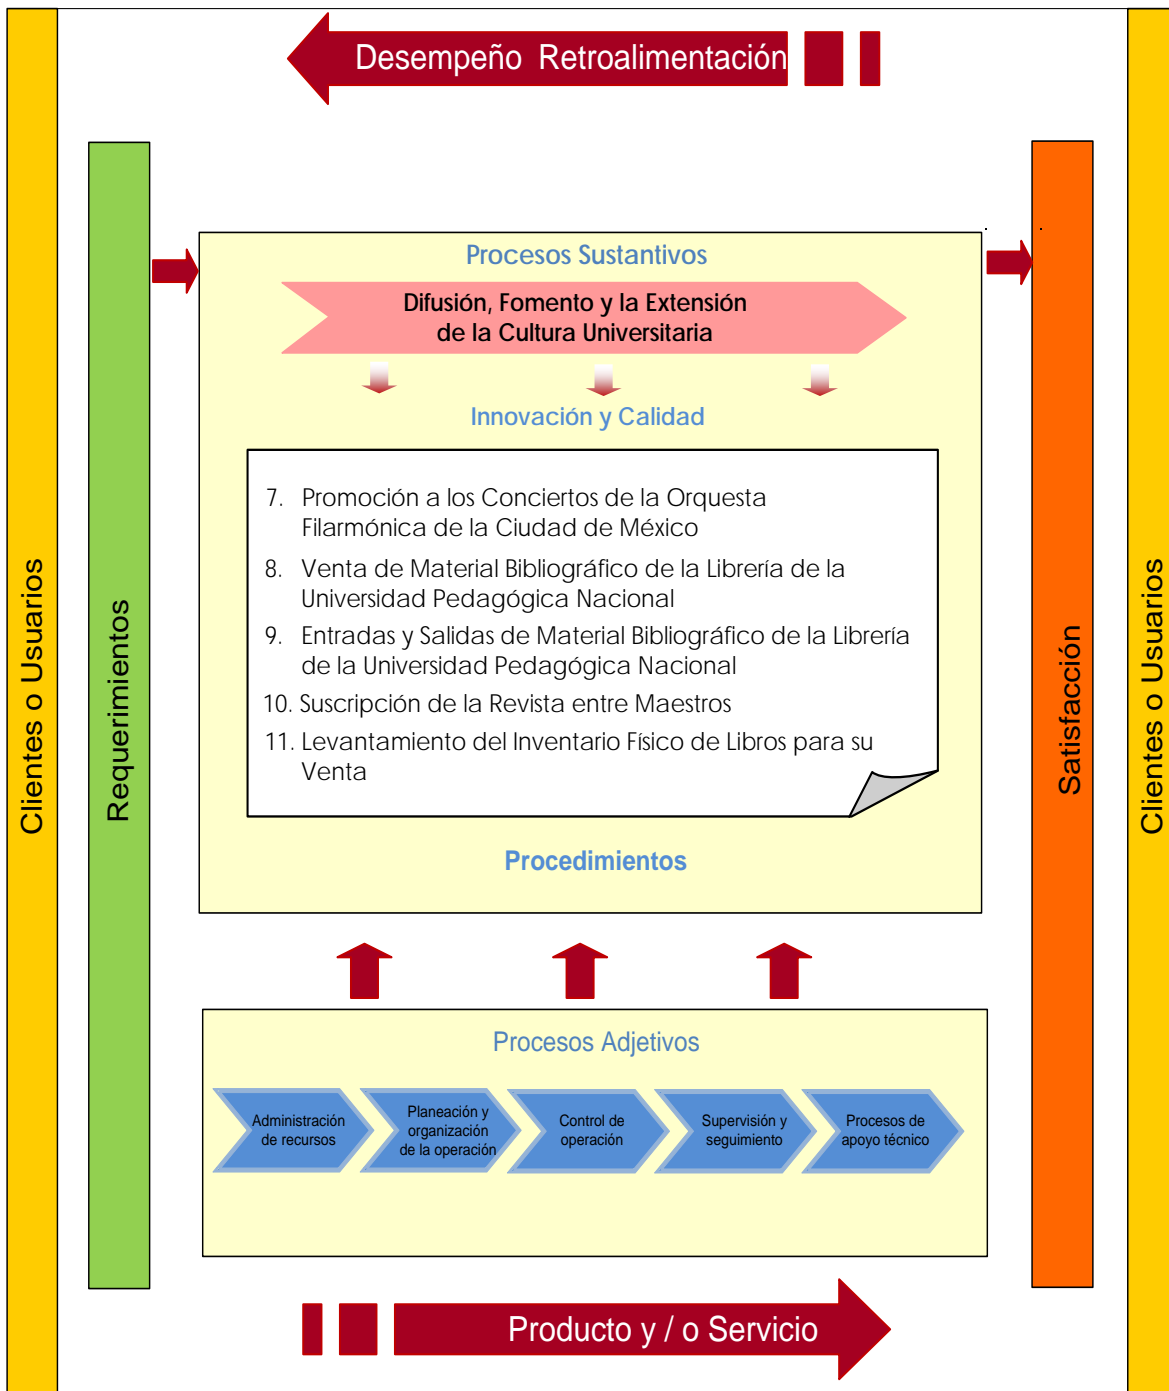 Desempeño Retroalimentación
Clientes o Usuarios
Requerimientos
Procesos Sustantivos
Difusión, Fomento y la Extensión
de la Cultura Universitaria
Innovación y Calidad
7. Promoción a los Conciertos de la Orquesta
Filarmónica de la Ciudad de México
8. Venta de Material Bibliográfico de la Librería de la
Universidad Pedagógica Nacional
9. Entradas y Salidas de Material Bibliográfico de la Librería
de la Universidad Pedagógica Nacional
10. Suscripción de la Revista entre Maestros
11. Levantamiento del Inventario Físico de Libros para su
Venta
Procedimientos
Satisfacción
Clientes o Usuarios
Procesos Adjetivos
Administración
de recursos
Planeación y
organización
de la operación
Control de
operación
Supervisión y
seguimiento
Procesos de
apoyo técnico
Producto y / o Servicio